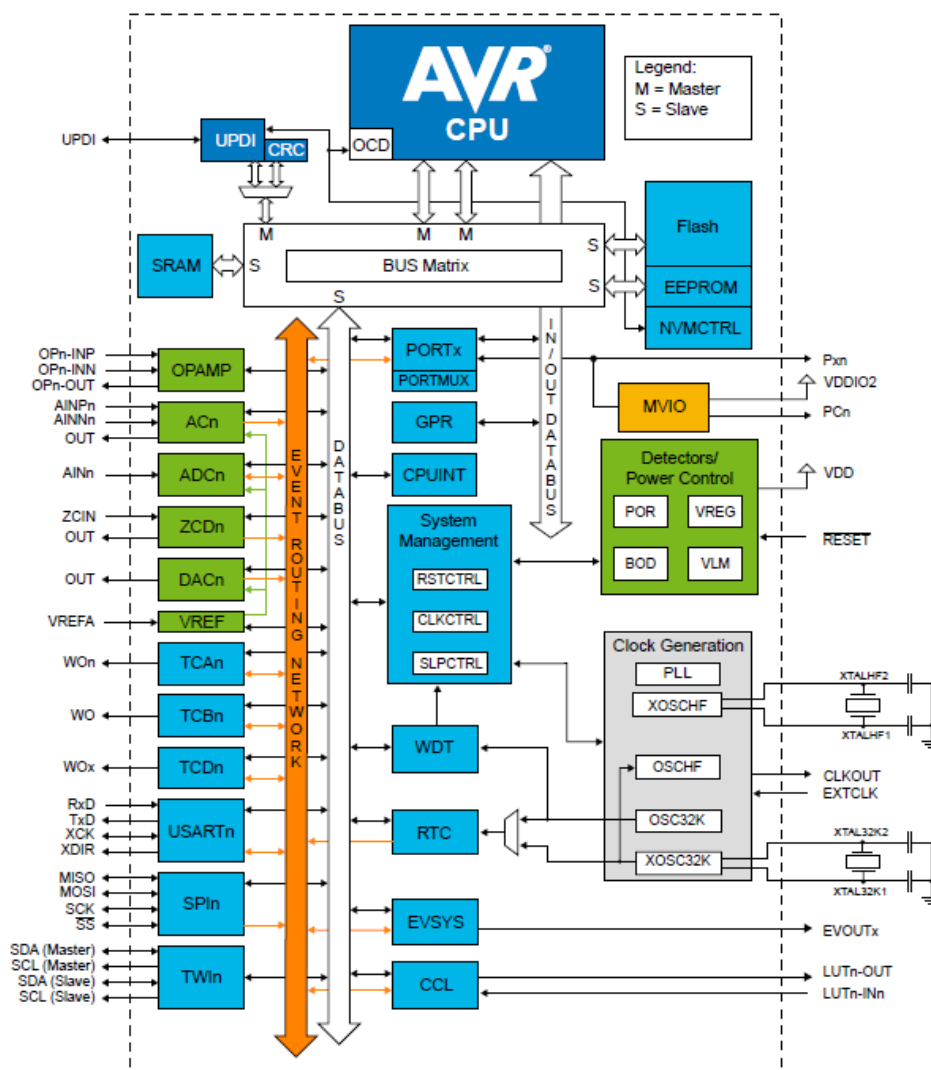 AVR®
CPU
OCD
Legend:
M = Master
S = Slave
UPDI
UPDI
CRC
M
M
M
SRAM
S
BUS Matrix
S
S
S
Flash
EEPROM
NVMCTRL
OPn-INP
OPn-INN
OPn-OUT
OPAMP
AINPn
AINNn
OUT
ACn
AINn
ADCn
ZCIN
OUT
ZCDn
OUT
DACn
VREFA
VREF
WOn
TCAn
WO
TCBn
WOx
TCDn
RxD
TxD
XCK
XDIR
USARTn
MISO
MOSI
SCK
SS
SPIn
SDA (Master)
SCL (Master)
SDA (Slave)
SCL (Slave)
TWIn
EVENT ROUTING NETWORK
DATABUS
IN/OUT DATABUS
PORTx
PORTMUX
GPR
CPUINT
System
Management
RSTCTRL
CLKCTRL
SLPCTRL
WDT
RTC
EVSYS
CCL
MVIO
Pxn
VDDIO2
PCn
Detectors/
Power Control
POR
VREG
BOD
VLM
VDD
RESET
Clock Generation
PLL
XOSCHF
OSCHF
OSC32K
XOSC32K
XTALHF2
XTALHF1
CLKOUT
EXTCLK
XTAL32K2
XTAL32K1
EVOUTx
LUTn-OUT
LUTn-INn